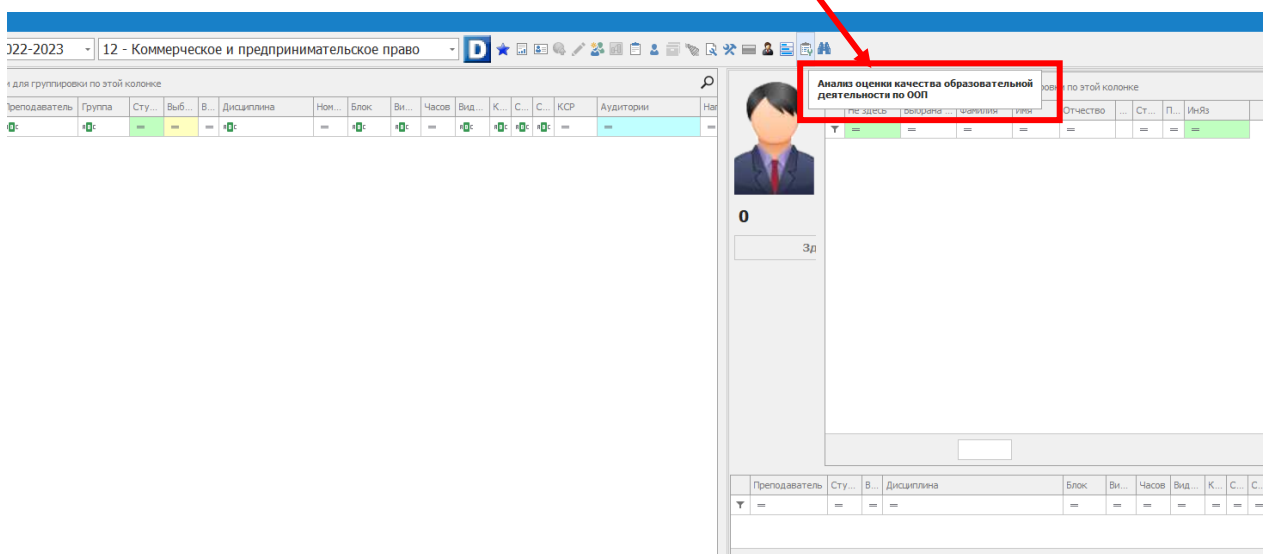 022-2023 12 - Коммерческое и предпринимательское право D
для группировки по этой колонке
Анализ оценки качества образовательной
деятельности по ООП
по этой колонке
Преподаватель Группа Сту... Выб... В... Дисциплина Ном... Блок Ви... Часов Вид... К... С... С... КСР Аудитории
Не здесь Выбрана ... Фамилия Имя Отчество ... Ст... П... ИнЯз
0
Зд
Преподаватель Сту... В... Дисциплина Блок Ви... Часов Вид... К... С... С...